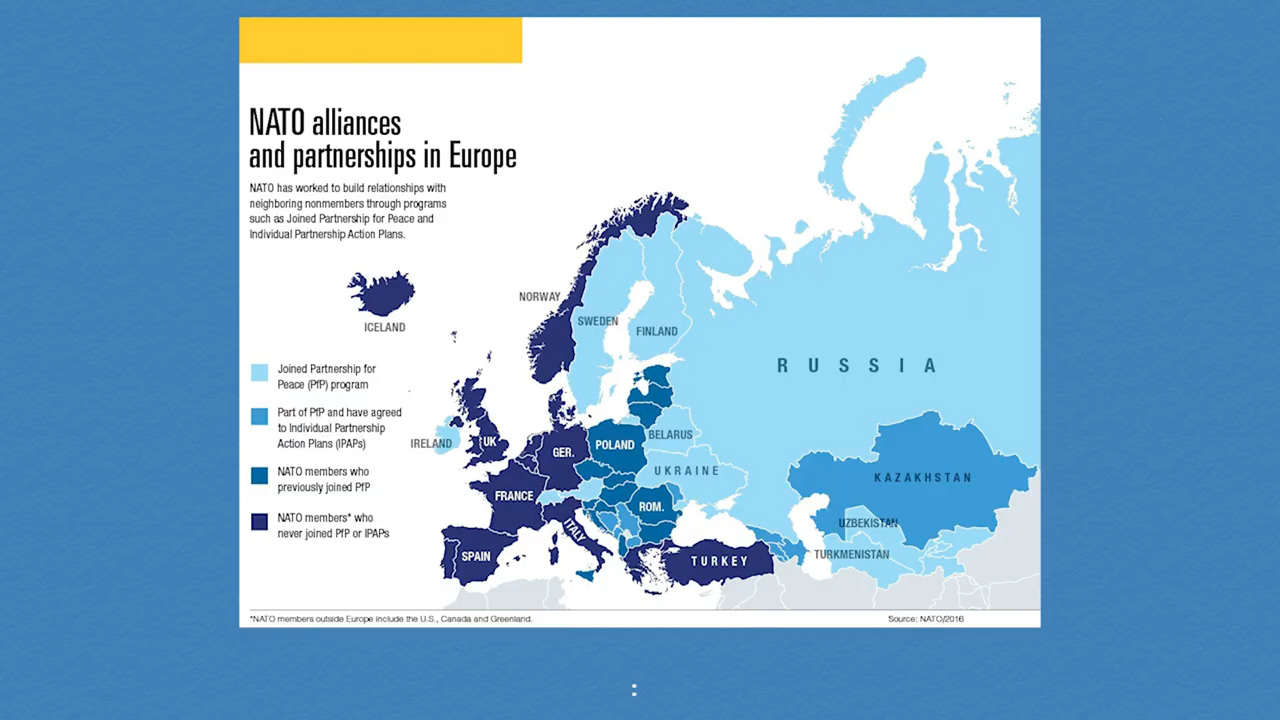 NATO alliances
and partnerships in Europe
NATO has worked to build relationships with
neighboring nonmembers through programs
such as Joined Partnership for Peace and
Individual Partnership Action Plans.
ICELAND
NORWAY
SWEDEN
FINLAND
RUSSIA
Joined Partnership for
Peace (PfP) program
Part of PfP and have agreed
to Individual Partnership
Action Plans (IPAPs)
NATO members who
previously joined PfP
NATO members* who
never joined PfP or IPAPs
IRELAND
UK
GER.
POLAND
BELARUS
UKRAINE
KAZAKHSTAN
FRANCE
ROM.
UZBEKISTAN
ITALY
SPAIN
TURKEY
TURKMENISTAN
*NATO members outside Europe include the U.S., Canada and Greenland.
Source: NATO/2016
: